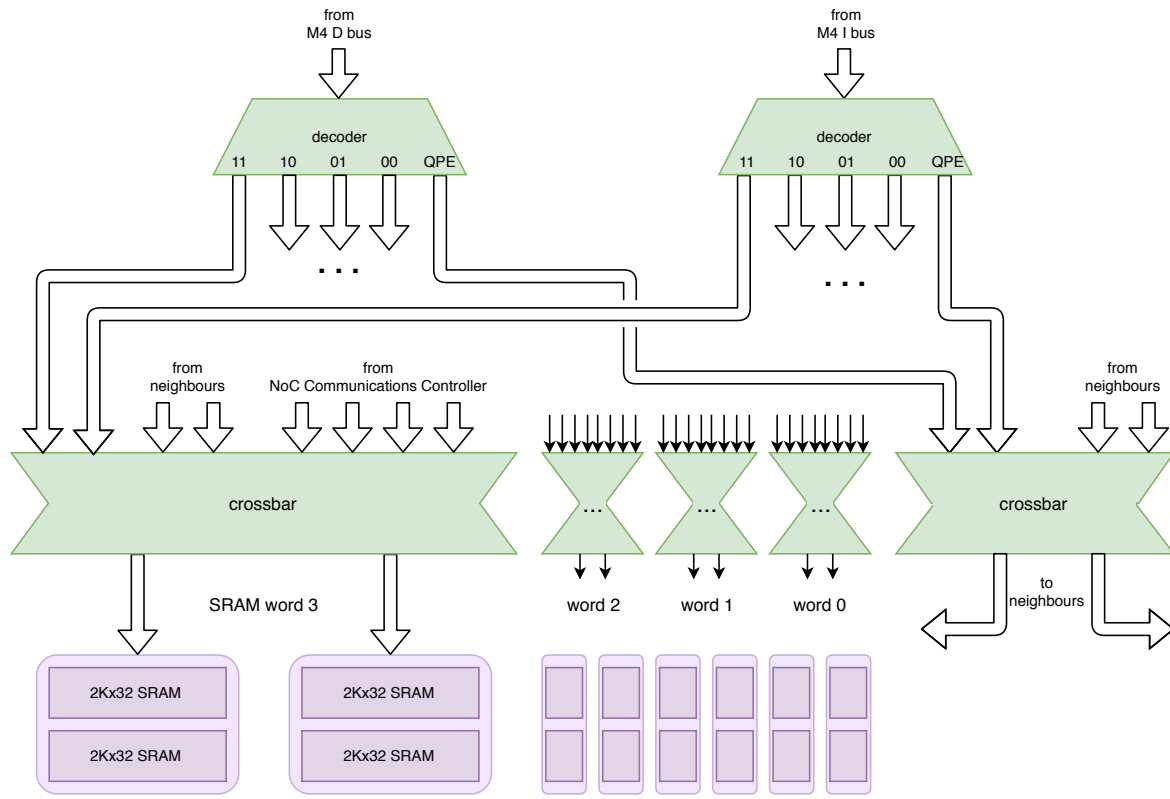 from
M4 D bus
from
M4 I bus
decoder
11 10 01 00 QPE
decoder
11 10 01 00 QPE
. . .
. . .
from
neighbours
from
NoC Communications Controller
from
neighbours
crossbar
...
...
...
crossbar
SRAM word 3
word 2
word 1
word 0
to
neighbours
2Kx32 SRAM
2Kx32 SRAM
2Kx32 SRAM
2Kx32 SRAM